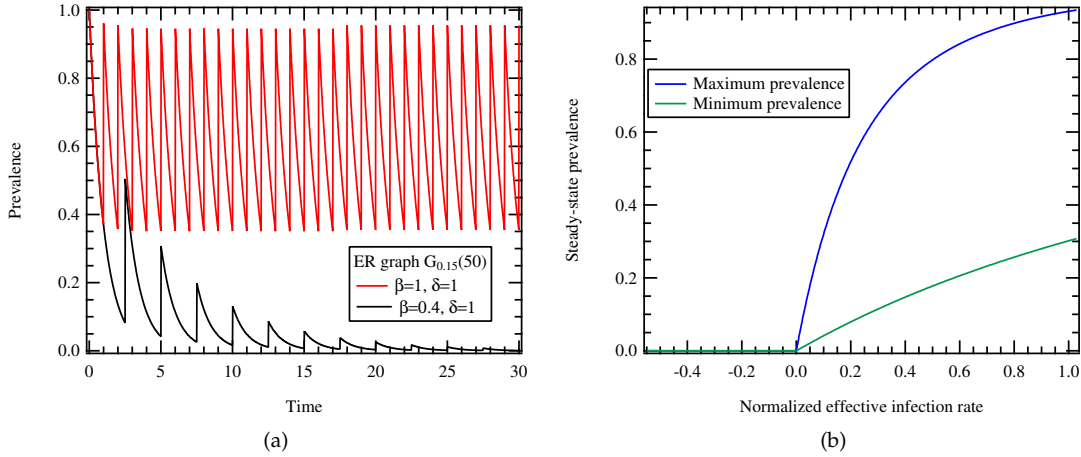 1.0
0.8
0.6
0.4
0.2
0.0
Prevalence
ER graph G0.15(50)
β=1, δ=1
β=0.4, δ=1
0 5 10 15 20 25 30
Time
(a)
0.8
0.6
0.4
0.2
0.0
Steady-state prevalence
Maximum prevalence
Minimum prevalence
-0.4 -0.2 0.0 0.2 0.4 0.6 0.8 1.0
Normalized effective infection rate
(b)